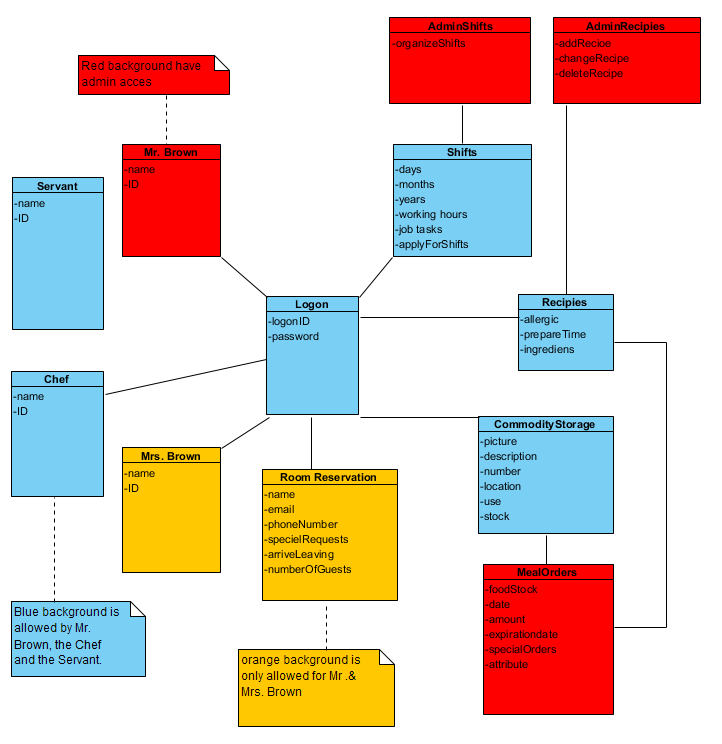 AdminShifts
-organizeShifts
AdminRecipies
-addRecioe
-changeRecipe
-deleteRecipe
Red background have
admin acces
Mr. Brown
-name
-ID
Shifts
-days
-months
-years
-working hours
-job tasks
-applyForShifts
Servant
-name
-ID
Logon
-logonID
-password
Recipies
-allergic
-prepareTime
-ingrediens
Chef
-name
-ID
CommodityStorage
-picture
-description
-number
-location
-use
-stock
Mrs. Brown
-name
-ID
Room Reservation
-name
-email
-phoneNumber
-specielRequests
-arriveLeaving
-numberOfGuests
MealOrders
-foodStock
-date
-amount
-expirationdate
-specialOrders
-attribute
Blue background is
allowed by Mr.
Brown, the Chef
and the Servant.
orange background is
only allowed for Mr .&
Mrs. Brown